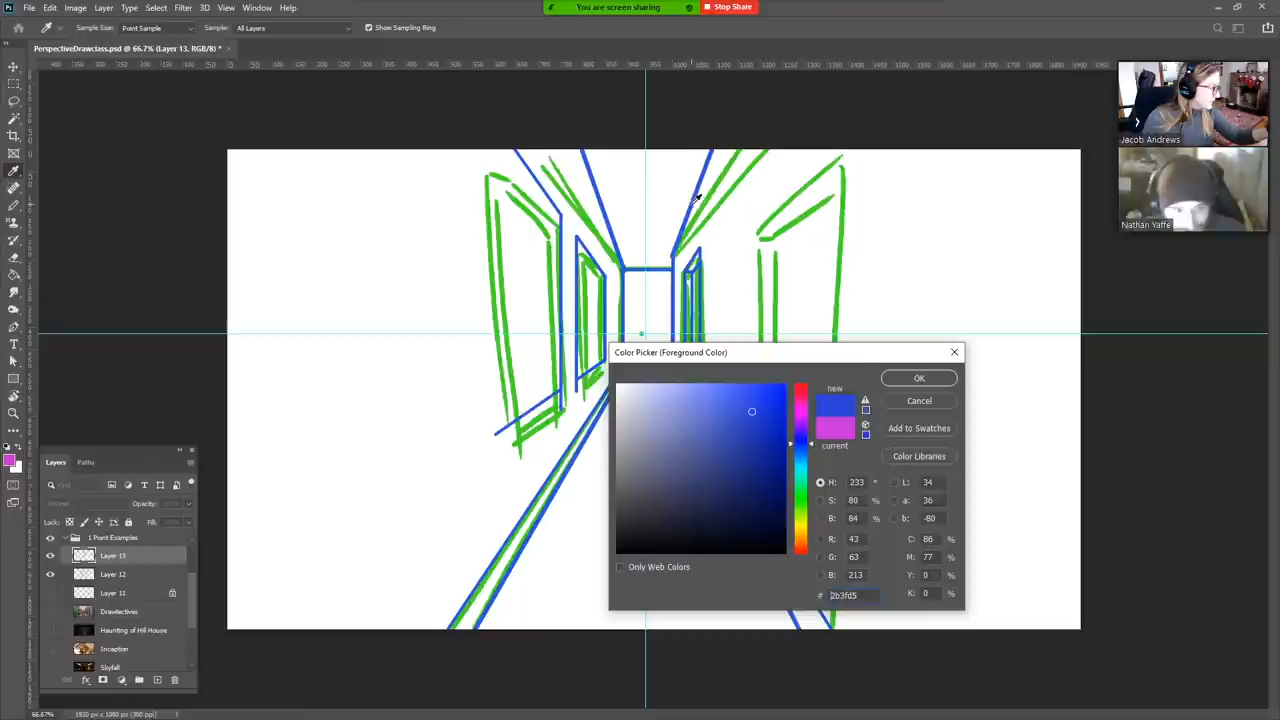 You are screen sharing
Stop Share
File Edit Image Layer Type Select Filter 3D View Window Help
Sample Size: Point Sample Sample: All Layers Show Sampling Ring
PerspectiveDrawclass.psd @ 66.7% (Layer 13, RGB/8) *
Jacob Andrews
Nathan Yaffe
Color Picker (Foreground Color)
new
current
OK
Cancel
Add to Swatches
Color Libraries
H: 233 ° L: 34
S: 80 % a: 36
B: 84 % b: -80
R: 43 C: 86 %
G: 63 M: 77 %
B: 213 Y: 0 %
# 2b3fd5 K: 0 %
Only Web Colors
Layers Paths
Find
Normal Opacity:
Lock: Fill:
1 Point Examples
Layer 13
Layer 12
Layer 11
Drawtectives
Haunting of Hill House
Inception
Skyfall
66.67% 1920 px x 1080 px (300 ppi)